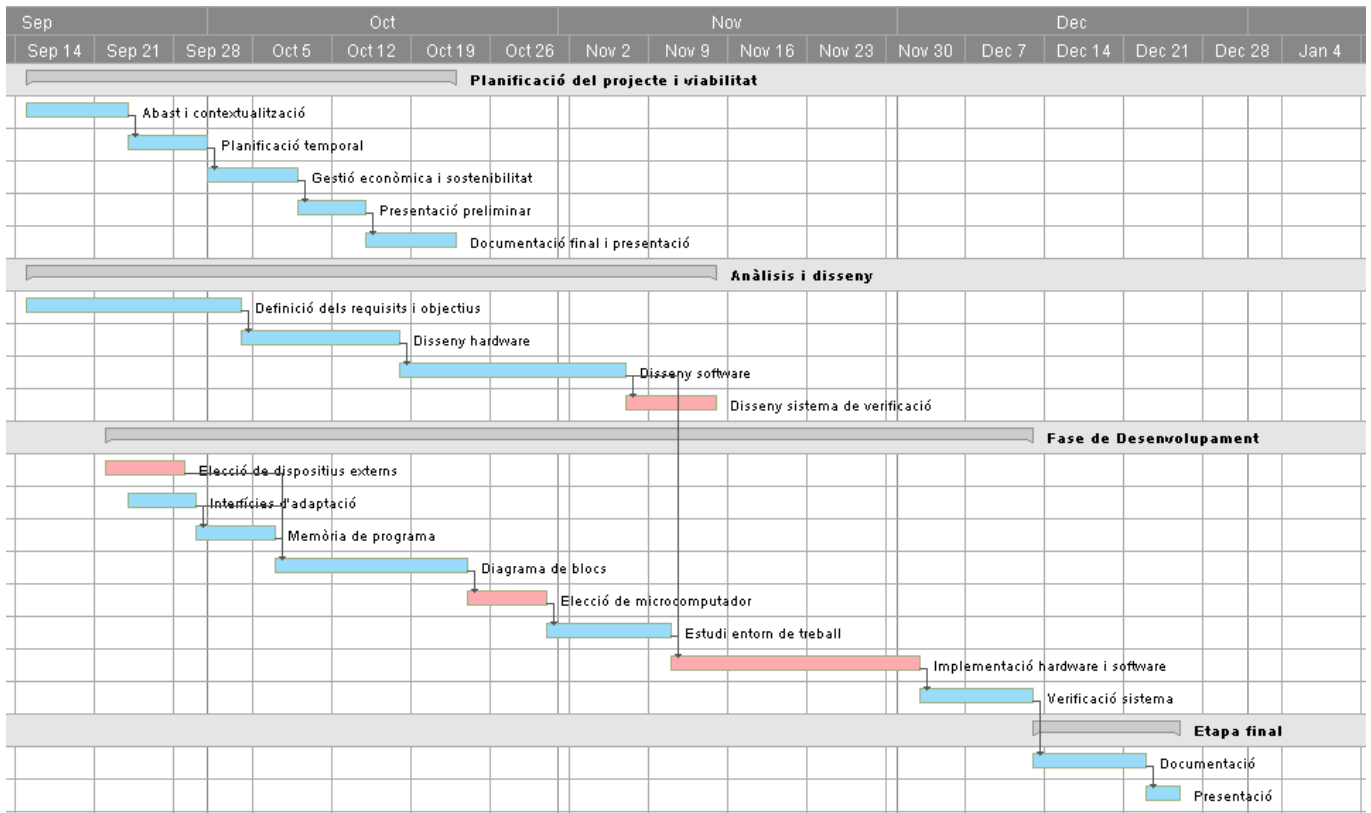 Sep Oct Nov Dec
Sep 14 Sep 21 Sep 28 Oct 5 Oct 12 Oct 19 Oct 26 Nov 2 Nov 9 Nov 16 Nov 23 Nov 30 Dec 7 Dec 14 Dec 21 Dec 28 Jan 4
Planificació del projecte i viabilitat
Abast i contextualització
Planificació temporal
Gestió econòmica i sostenibilitat
Presentació preliminar
Documentació final i presentació
Anàlisis i disseny
Definició dels requisits i objectius
Disseny hardware
Disseny software
Disseny sistema de verificació
Fase de Desenvolupament
Elecció de dispositius externs
Interfícies d'adaptació
Memòria de programa
Diagrama de blocs
Elecció de microcomputador
Estudi entorn de treball
Implementació hardware i software
Verificació sistema
Etapa final
Documentació
Presentació